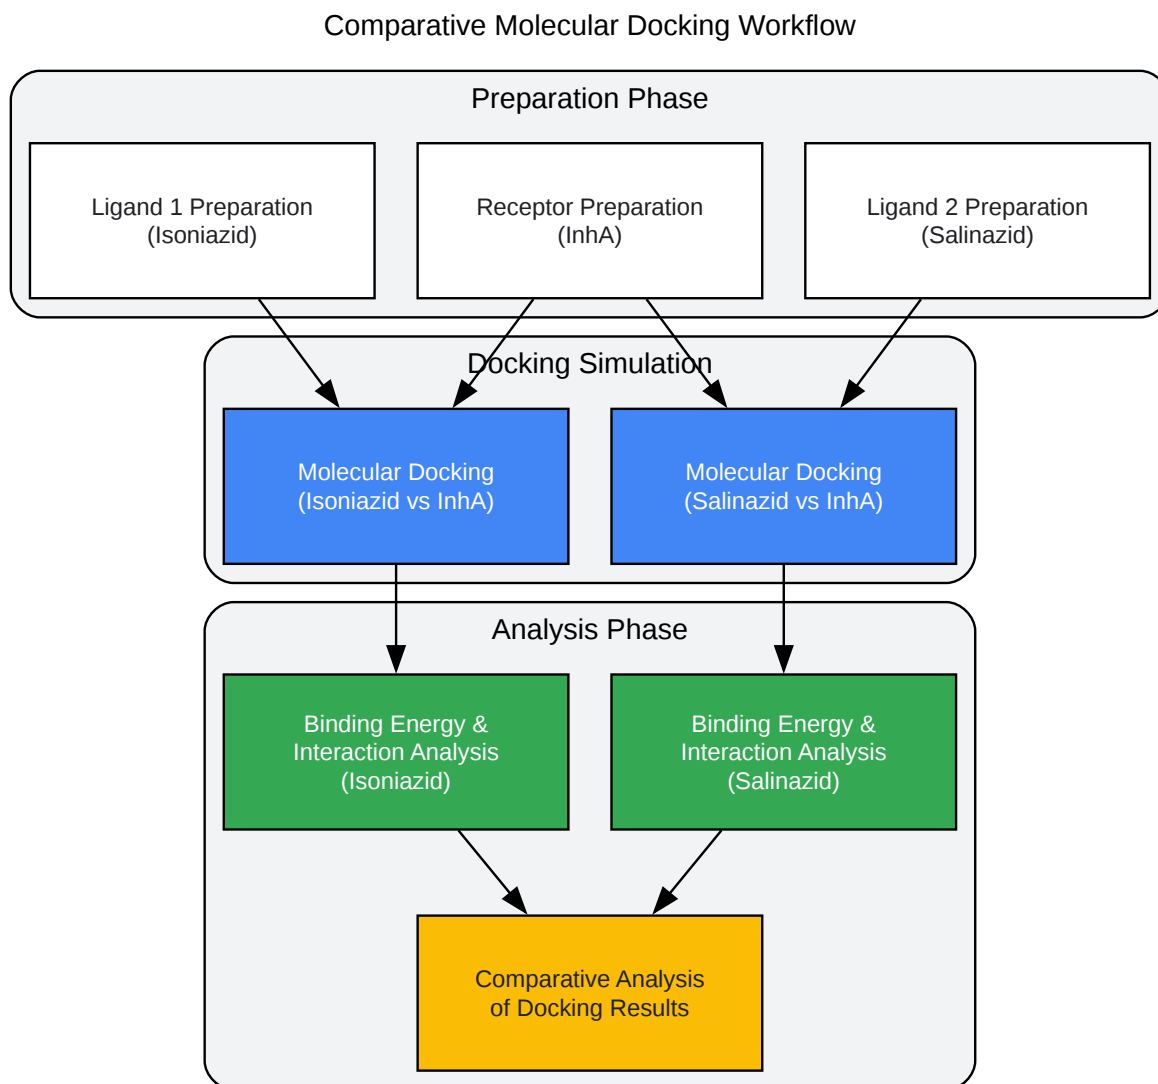 Comparative Molecular Docking Workflow
Preparation Phase
Ligand 1 Preparation
(Isoniazid)
Receptor Preparation
(InhA)
Ligand 2 Preparation
(Salinazid)
Docking Simulation
Molecular Docking
(Isoniazid vs InhA)
Molecular Docking
(Salinazid vs InhA)
Analysis Phase
Binding Energy &
Interaction Analysis
(Isoniazid)
Binding Energy &
Interaction Analysis
(Salinazid)
Comparative Analysis
of Docking Results